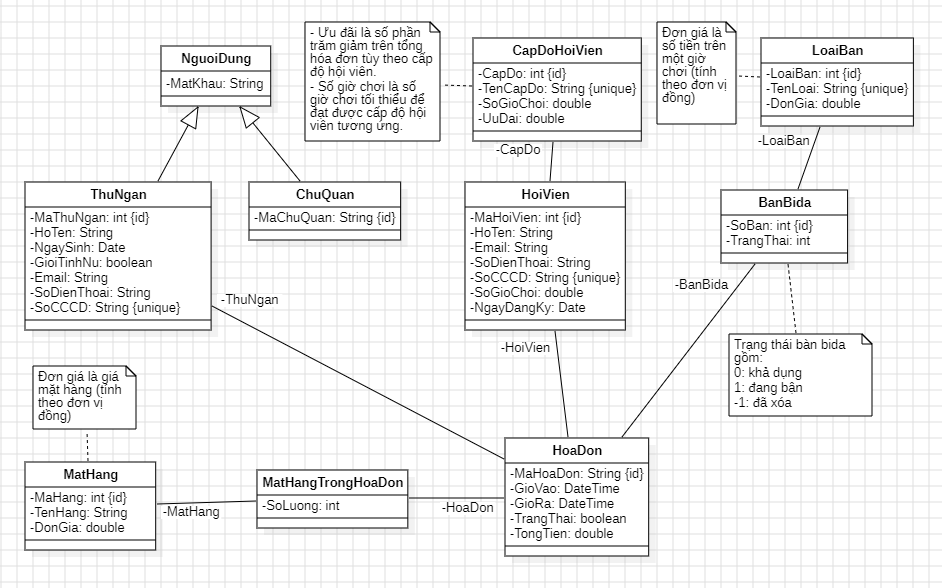 NguoiDung
-MatKhau: String
- Ưu đãi là số phần
trăm giảm trên tổng
hóa đơn tùy theo cấp
độ hội viên.
- Số giờ chơi là số
giờ chơi tối thiểu để
đạt được cấp độ hội
viên tương ứng.
CapDoHoiVien
-CapDo: int {id}
-TenCapDo: String {unique}
-SoGioChoi: double
-UuDai: double
Đơn giá là
số tiền trên
một giờ
chơi (tính
theo đơn vị
đồng)
LoaiBan
-LoaiBan: int {id}
-TenLoai: String {unique}
-DonGia: double
-CapDo
-LoaiBan
ThuNgan
-MaThuNgan: int {id}
-HoTen: String
-NgaySinh: Date
-GioiTinhNu: boolean
-Email: String
-SoDienThoai: String
-SoCCCD: String {unique}
ChuQuan
-MaChuQuan: String {id}
HoiVien
-MaHoiVien: int {id}
-HoTen: String
-Email: String
-SoDienThoai: String
-SoCCCD: String {unique}
-SoGioChoi: double
-NgayDangKy: Date
BanBida
-SoBan: int {id}
-TrangThai: int
-ThuNgan
-BanBida
-HoiVien
Trạng thái bàn bida
gồm:
0: khả dụng
1: đang bận
-1: đã xóa
Đơn giá là giá
mặt hàng (tính
theo đơn vị
đồng)
MatHang
-MaHang: int {id}
-TenHang: String
-DonGia: double
-MatHang
MatHangTrongHoaDon
-SoLuong: int
-HoaDon
HoaDon
-MaHoaDon: String {id}
-GioVao: DateTime
-GioRa: DateTime
-TrangThai: boolean
-TongTien: double